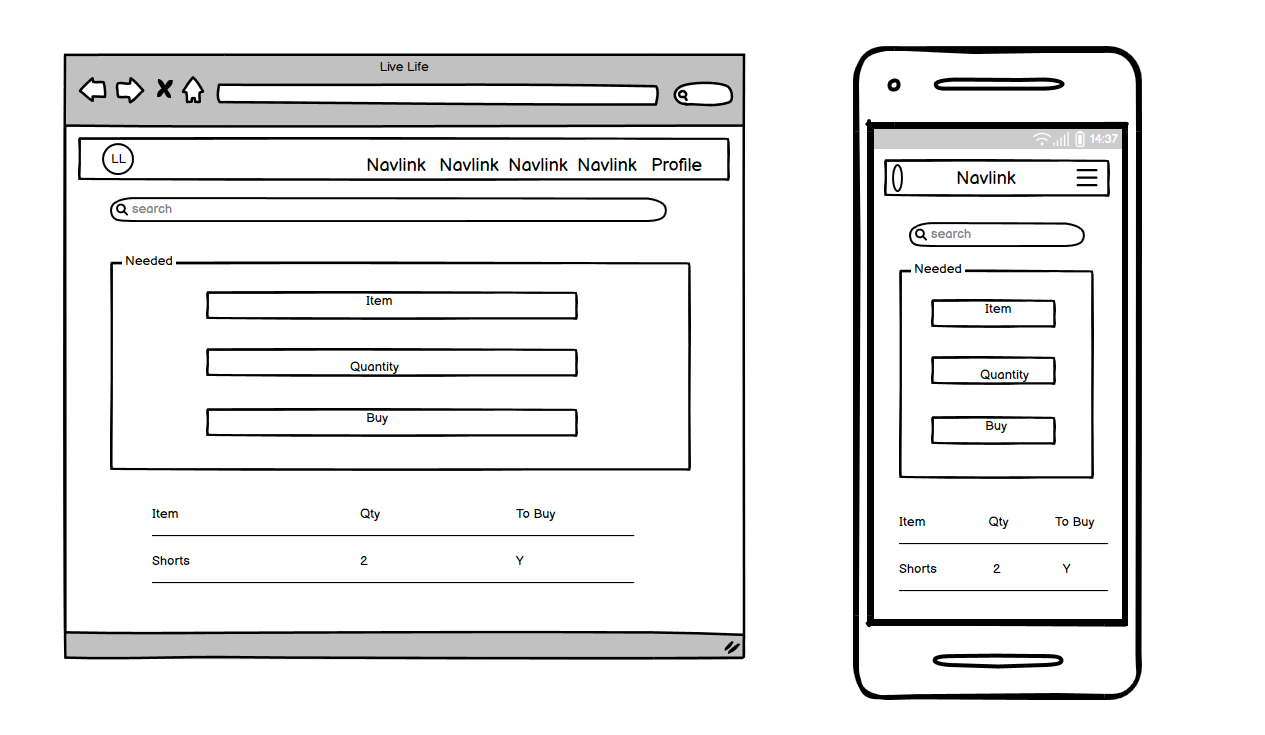 Live Life
LL
Navlink Navlink Navlink Navlink Profile
search
Needed
Item
Quantity
Buy
Item Qty To Buy
Shorts 2 Y
14:37
Navlink
search
Needed
Item
Quantity
Buy
Item Qty To Buy
Shorts 2 Y